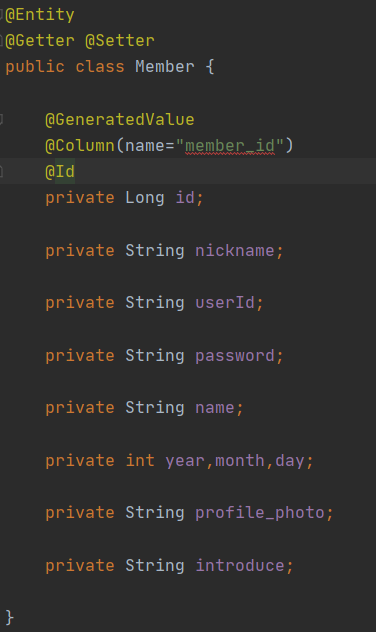 @Entity
@Getter @Setter
public class Member {
@GeneratedValue
@Column(name="member_id")
@Id
private Long id;
private String nickname;
private String userId;
private String password;
private String name;
private int year,month,day;
private String profile_photo;
private String introduce;
}